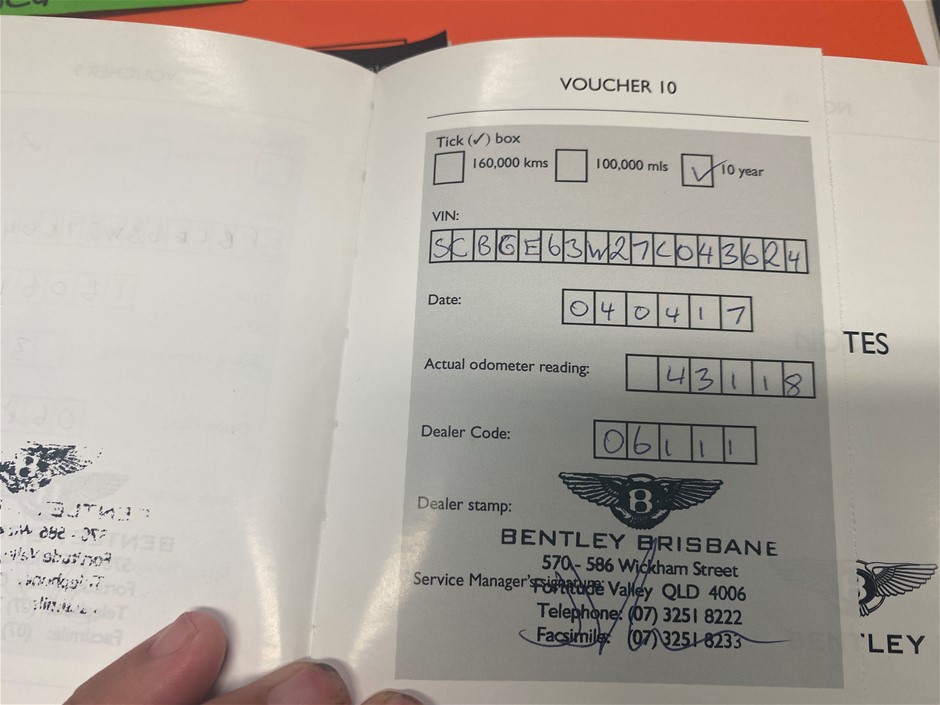 VOUCHER 10
Tick (✓) box
160,000 kms 100,000 mls ✓ 10 year
VIN:
SCBGE63W27C043624
Date:
040417
Actual odometer reading:
43118
Dealer Code:
06111
Dealer stamp:
B
BENTLEY BRISBANE
570 - 586 Wickham Street
Service Manager's signature:
Fortitude Valley QLD 4006
Telephone: (07) 3251 8222
Facsimile: (07) 3251 8233
NOTES